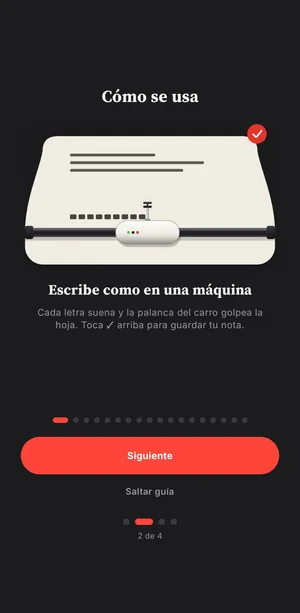 Cómo se usa
Escribe como en una máquina
Cada letra suena y la palanca del carro golpea la
hoja. Toca ✓ arriba para guardar tu nota.
Siguiente
Saltar guía
2 de 4